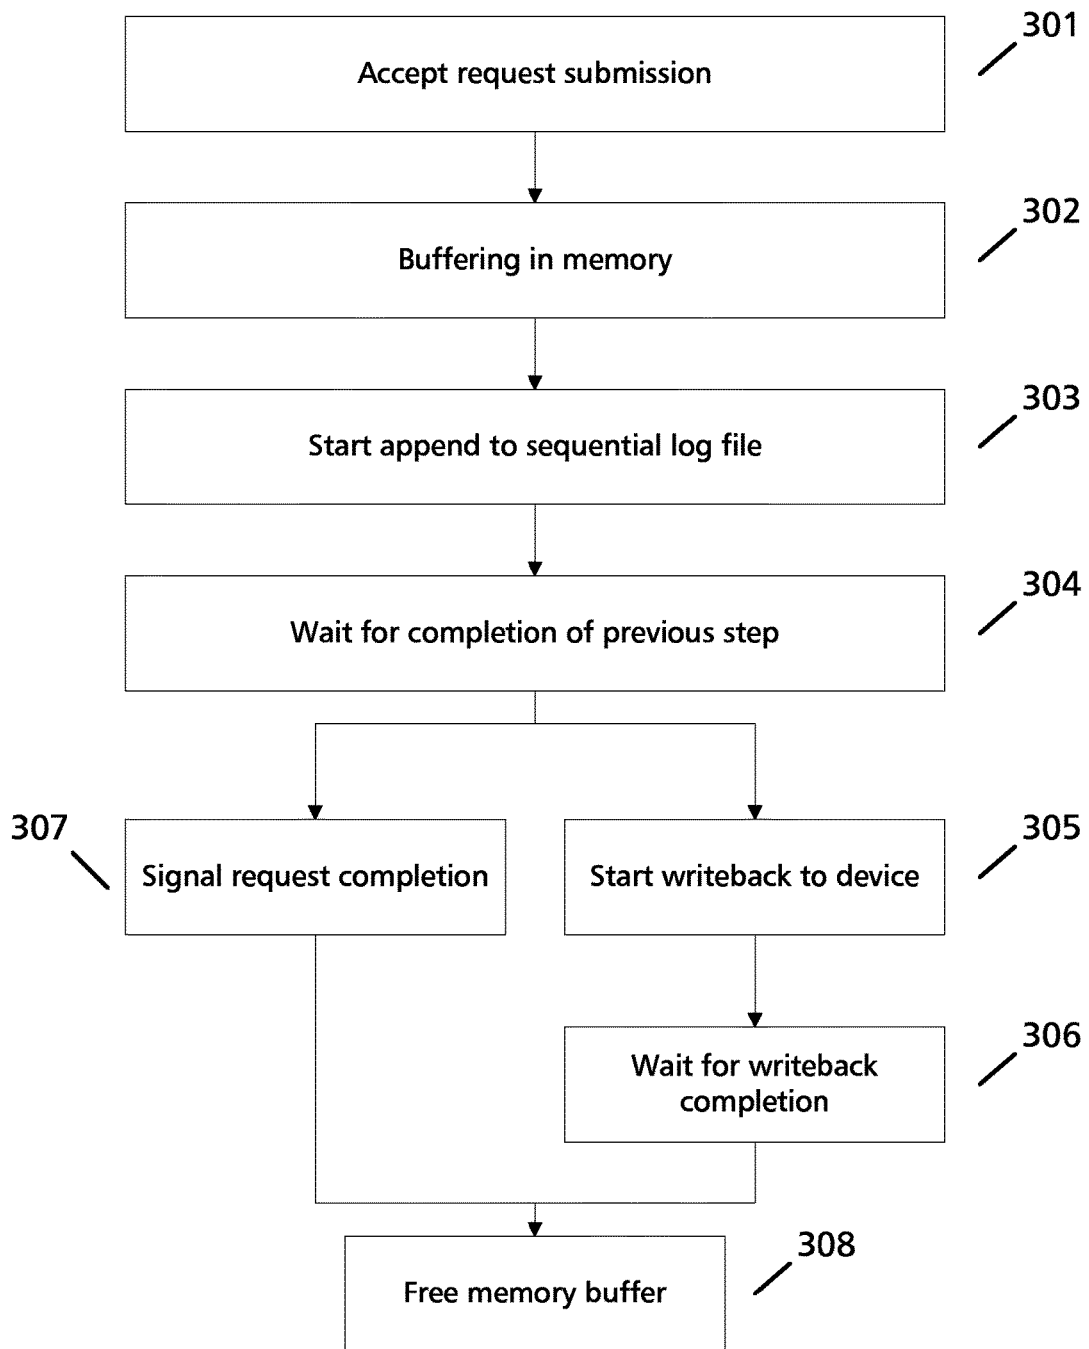 301
Accept request submission
302
Buffering in memory
303
Start append to sequential log file
304
Wait for completion of previous step
307
Signal request completion
305
Start writeback to device
306
Wait for writeback
completion
308
Free memory buffer